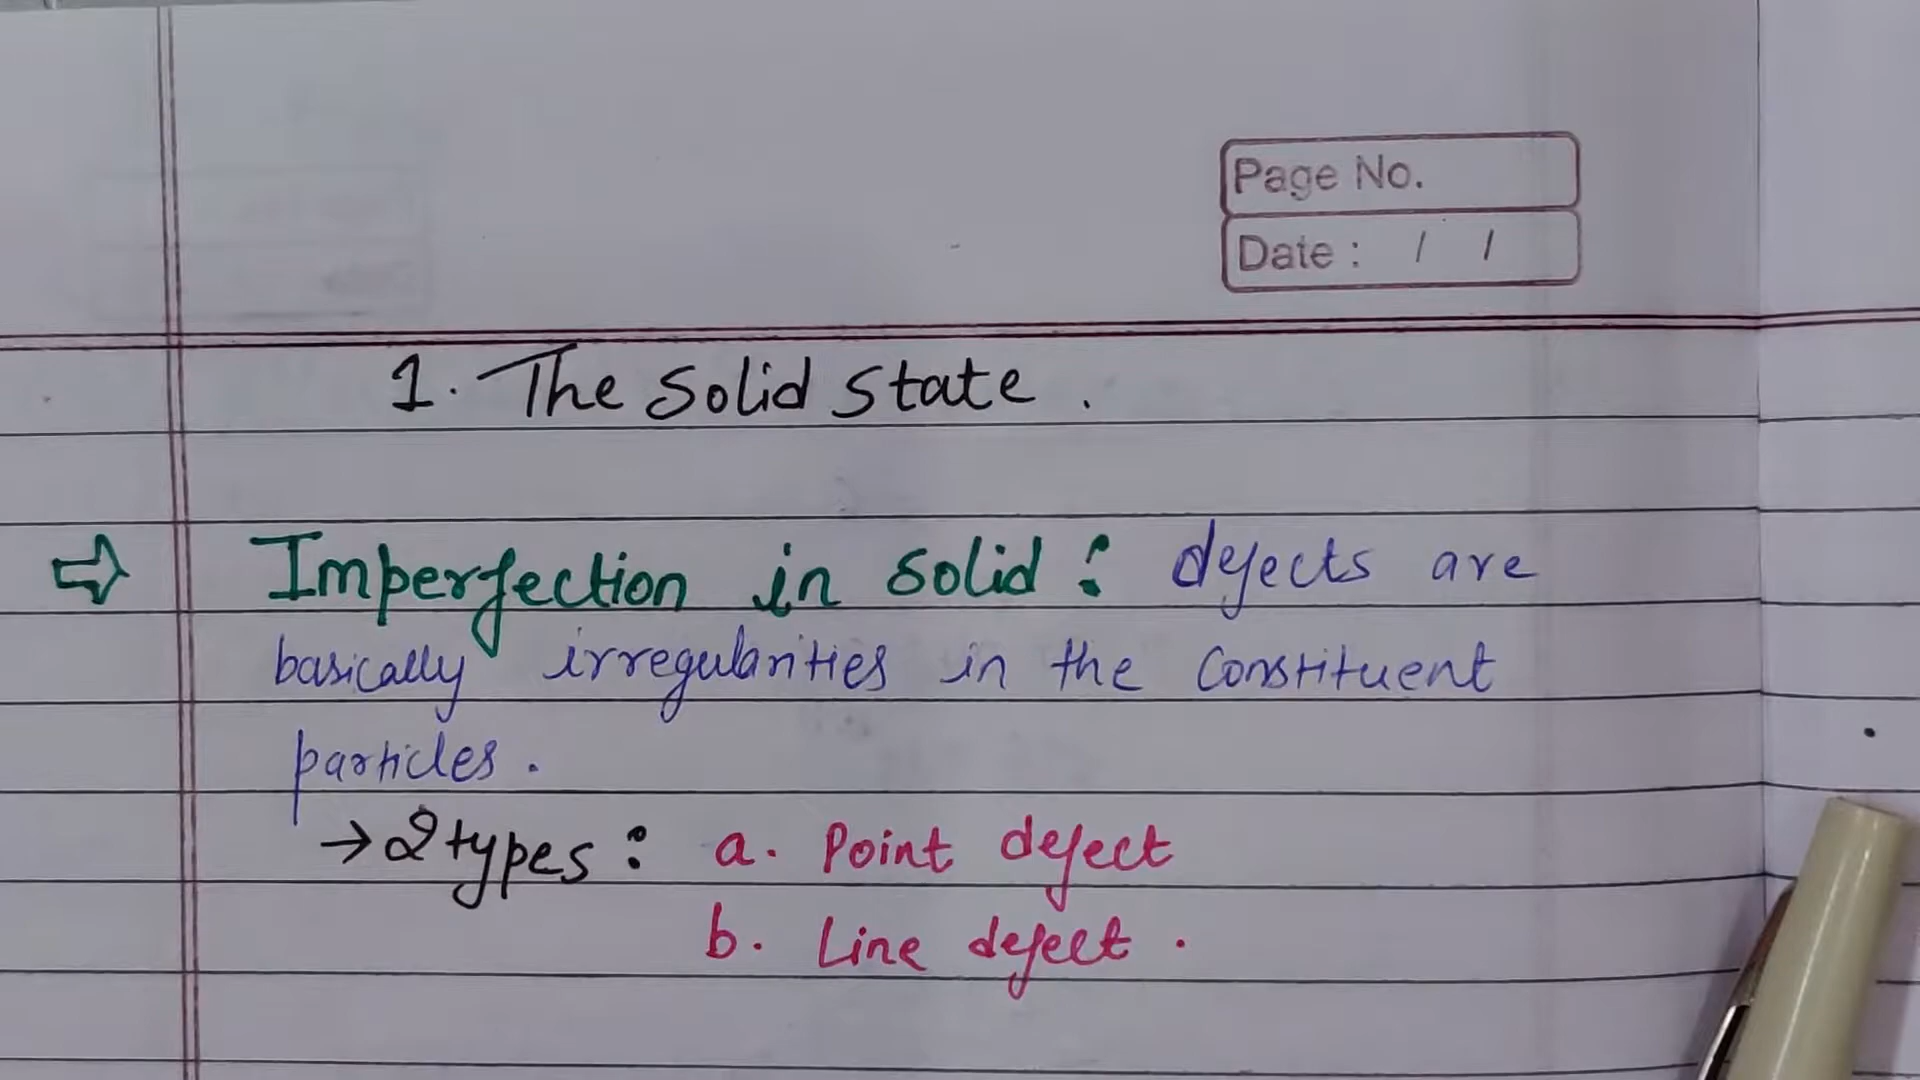 Page No.
Date : / /
1. The Solid State.
⇨ Imperfection in solid : defects are
basically irregularities in the constituent
particles.
→ 2 types : a. Point defect
b. Line defect.